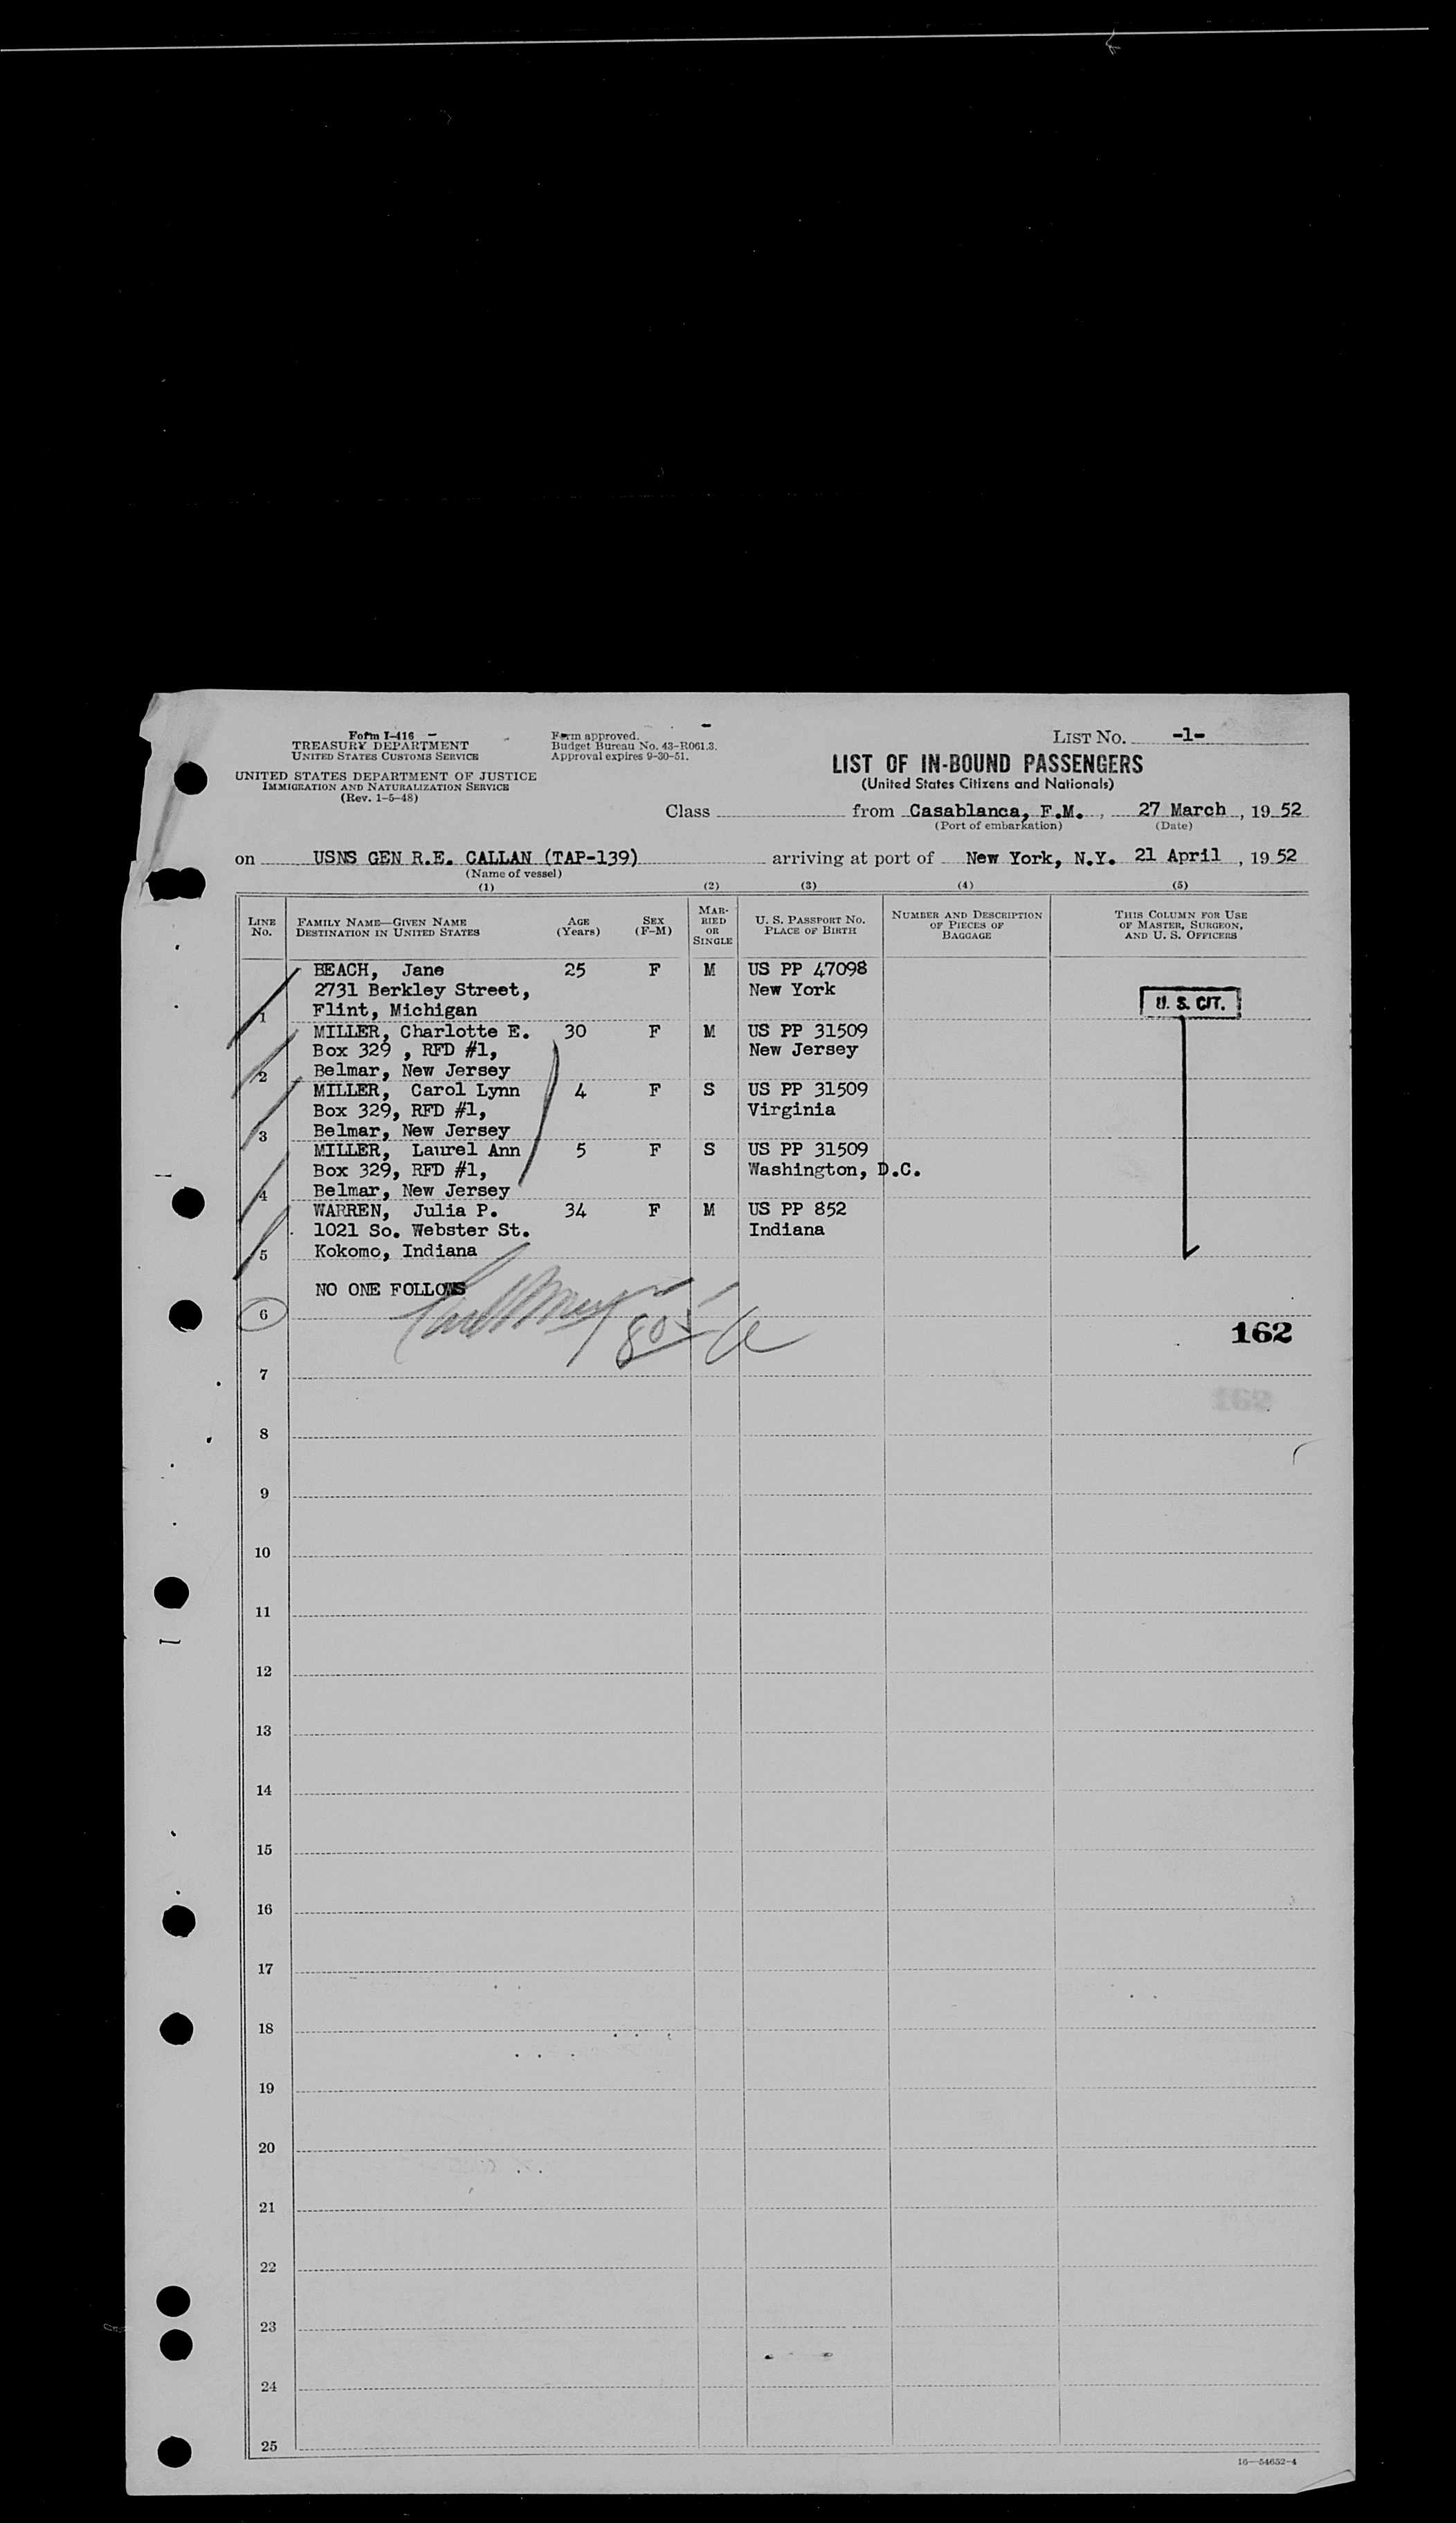 Form I-416
TREASURY DEPARTMENT
UNITED STATES CUSTOMS SERVICE
UNITED STATES DEPARTMENT OF JUSTICE
IMMIGRATION AND NATURALIZATION SERVICE
(Rev. 1-5-48)
Form approved.
Budget Bureau No. 43-R061.3.
Approval expires 9-30-51.
LIST No. -1-
LIST OF IN-BOUND PASSENGERS
(United States Citizens and Nationals)
Class from Casablanca, F.M., 27 March, 19 52
(Port of embarkation) (Date)
on USNS GEN R.E. CALLAN (TAP-139) arriving at port of New York, N.Y. 21 April, 19 52
(Name of vessel)
(1) (2) (3) (4) (5)
LINE No. FAMILY NAME—GIVEN NAME DESTINATION IN UNITED STATES AGE (Years) SEX (F-M) MARRIED OR SINGLE U. S. PASSPORT No. PLACE OF BIRTH NUMBER AND DESCRIPTION OF PIECES OF BAGGAGE THIS COLUMN FOR USE OF MASTER, SURGEON, AND U. S. OFFICERS
BEACH, Jane 25 F M US PP 47098
2731 Berkley Street, New York
1 Flint, Michigan U. S. CIT.
MILLER, Charlotte E. 30 F M US PP 31509
Box 329 , RFD #1, New Jersey
2 Belmar, New Jersey
MILLER, Carol Lynn 4 F S US PP 31509
Box 329, RFD #1, Virginia
3 Belmar, New Jersey
MILLER, Laurel Ann 5 F S US PP 31509
Box 329, RFD #1, Washington, D.C.
4 Belmar, New Jersey
WARREN, Julia P. 34 F M US PP 852
1021 So. Webster St. Indiana
5 Kokomo, Indiana
NO ONE FOLLOWS
6
162
7
8
9
10
11
12
13
14
15
16
17
18
19
20
21
22
23
24
25
16—54652-4